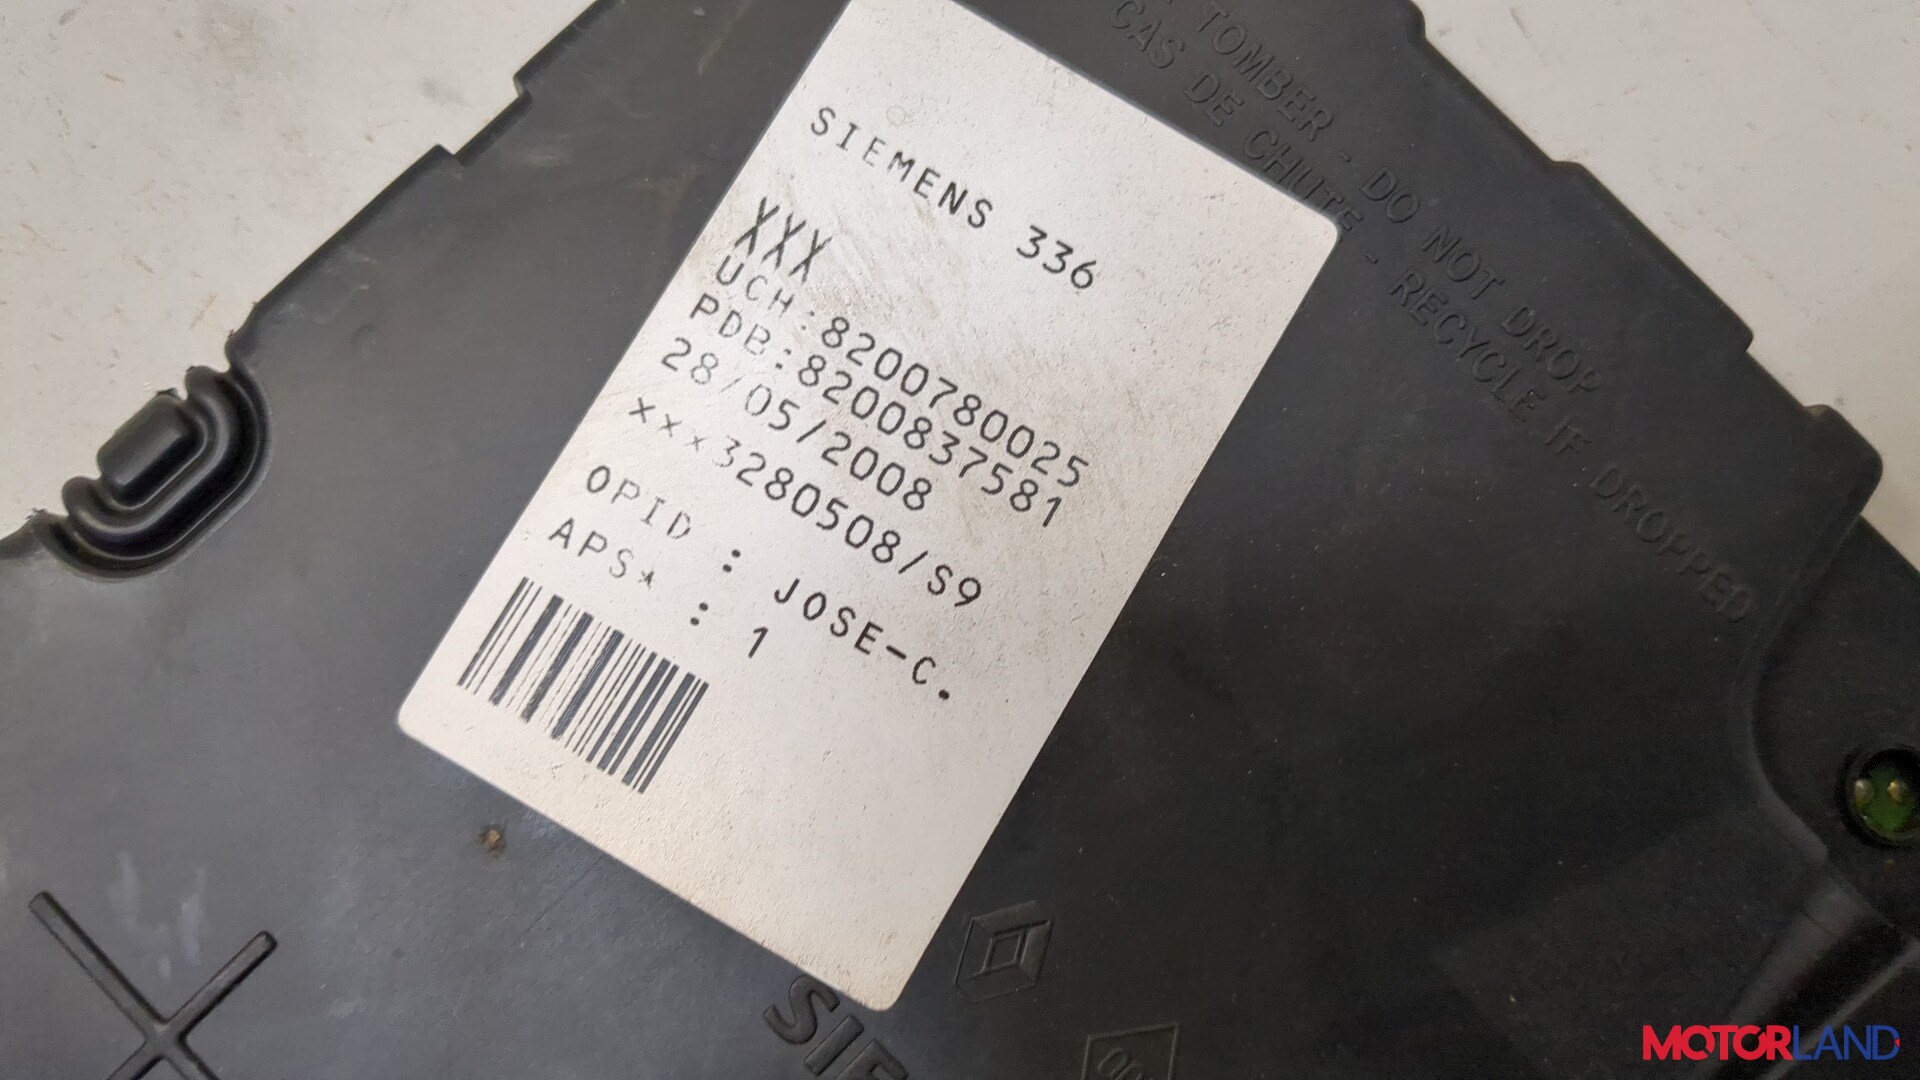 SIEMENS 336
XXX
UCH:8200780025
PDB:8200837581
28/05/2008
xxx3280508/S9
OPID : JOSE-C.
APS* : 1
TOMBER - DO NOT DROP
CAS DE CHUTE - RECYCLE IF DROPPED
MOTORLAND